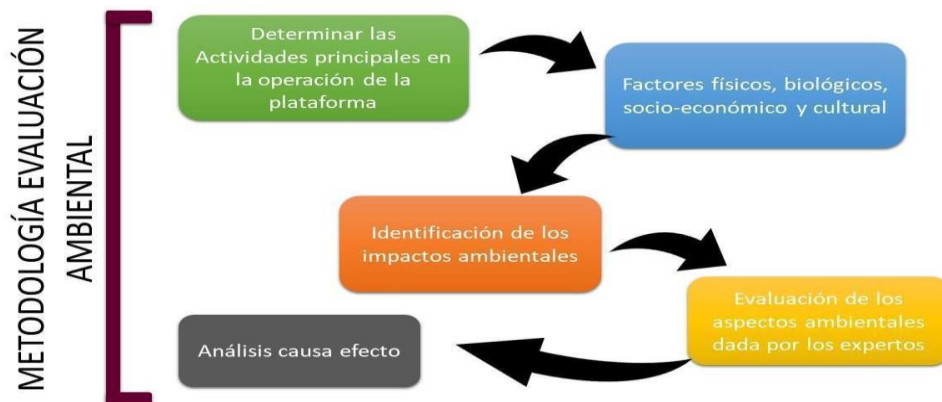 METODOLOGÍA EVALUACIÓN
AMBIENTAL
Determinar las
Actividades principales en
la operación de la
plataforma
Factores físicos, biológicos,
socio-económico y cultural
Identificación de los
impactos ambientales
Evaluación de los
aspectos ambientales
dada por los expertos
Análisis causa efecto